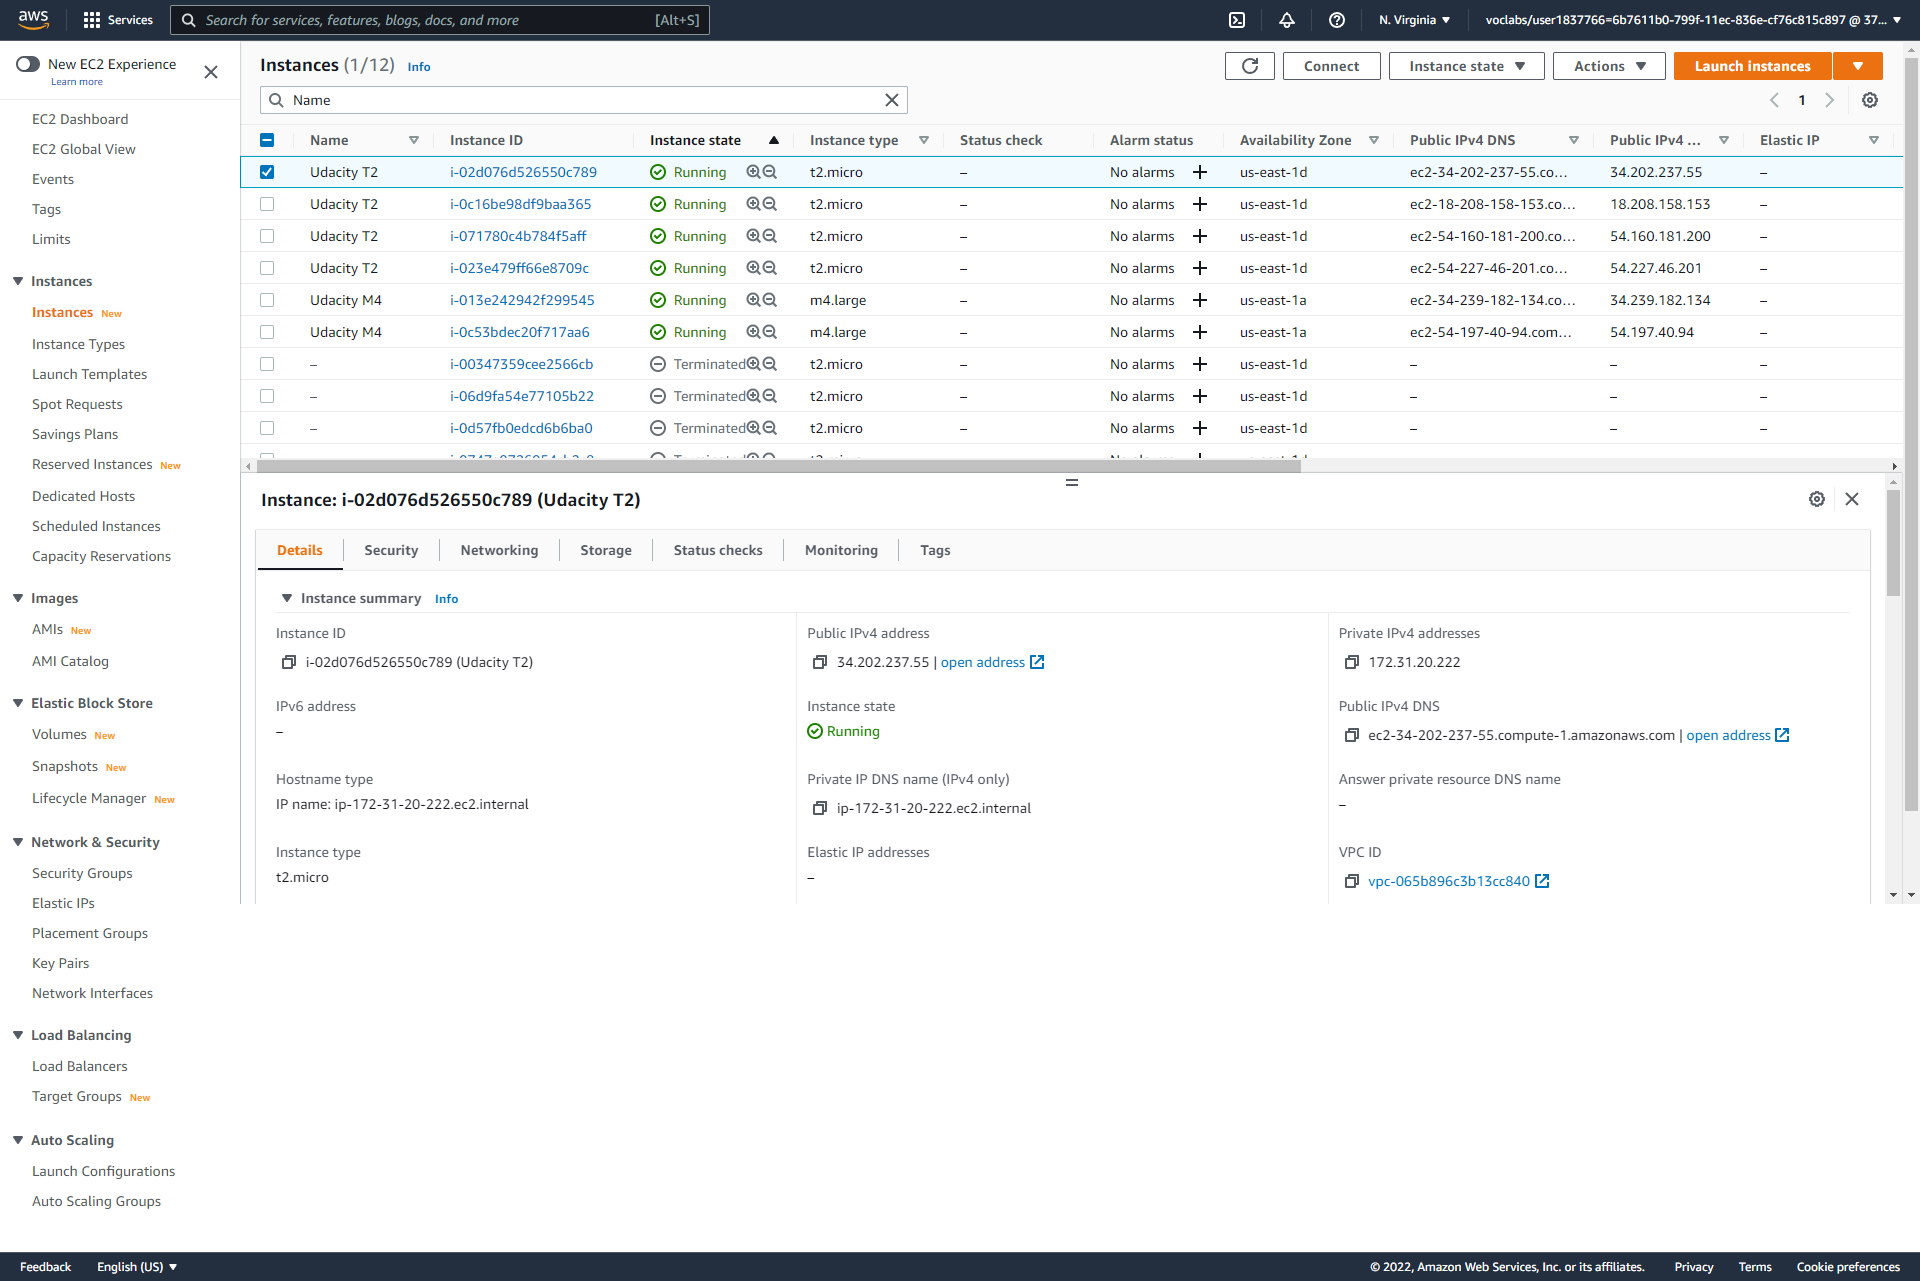 aws Services Search for services, features, blogs, docs, and more [Alt+S] N. Virginia voclabs/user1837766=6b7611b0-799f-11ec-836e-cf76c815c897 @ 37...
New EC2 Experience
Learn more
EC2 Dashboard
EC2 Global View
Events
Tags
Limits
Instances
Instances New
Instance Types
Launch Templates
Spot Requests
Savings Plans
Reserved Instances New
Dedicated Hosts
Scheduled Instances
Capacity Reservations
Images
AMIs New
AMI Catalog
Elastic Block Store
Volumes New
Snapshots New
Lifecycle Manager New
Network & Security
Security Groups
Elastic IPs
Placement Groups
Key Pairs
Network Interfaces
Load Balancing
Load Balancers
Target Groups New
Auto Scaling
Launch Configurations
Auto Scaling Groups
Instances (1/12) Info Connect Instance state Actions Launch instances
Name 1
Name Instance ID Instance state Instance type Status check Alarm status Availability Zone Public IPv4 DNS Public IPv4 ... Elastic IP
Udacity T2 i-02d076d526550c789 Running t2.micro – No alarms + us-east-1d ec2-34-202-237-55.co... 34.202.237.55 –
Udacity T2 i-0c16be98df9baa365 Running t2.micro – No alarms + us-east-1d ec2-18-208-158-153.co... 18.208.158.153 –
Udacity T2 i-071780c4b784f5aff Running t2.micro – No alarms + us-east-1d ec2-54-160-181-200.co... 54.160.181.200 –
Udacity T2 i-023e479ff66e8709c Running t2.micro – No alarms + us-east-1d ec2-54-227-46-201.co... 54.227.46.201 –
Udacity M4 i-013e242942f299545 Running m4.large – No alarms + us-east-1a ec2-34-239-182-134.co... 34.239.182.134 –
Udacity M4 i-0c53bdec20f717aa6 Running m4.large – No alarms + us-east-1a ec2-54-197-40-94.com... 54.197.40.94 –
– i-00347359cee2566cb Terminated t2.micro – No alarms + us-east-1d – – –
– i-06d9fa54e77105b22 Terminated t2.micro – No alarms + us-east-1d – – –
– i-0d57fb0edcd6b6ba0 Terminated t2.micro – No alarms + us-east-1d – – –
Instance: i-02d076d526550c789 (Udacity T2)
Details Security Networking Storage Status checks Monitoring Tags
Instance summary Info
Instance ID Public IPv4 address Private IPv4 addresses
i-02d076d526550c789 (Udacity T2) 34.202.237.55 | open address 172.31.20.222
IPv6 address Instance state Public IPv4 DNS
– Running ec2-34-202-237-55.compute-1.amazonaws.com | open address
Hostname type Private IP DNS name (IPv4 only) Answer private resource DNS name
IP name: ip-172-31-20-222.ec2.internal ip-172-31-20-222.ec2.internal –
Instance type Elastic IP addresses VPC ID
t2.micro – vpc-065b896c3b13cc840
Feedback English (US) © 2022, Amazon Web Services, Inc. or its affiliates. Privacy Terms Cookie preferences